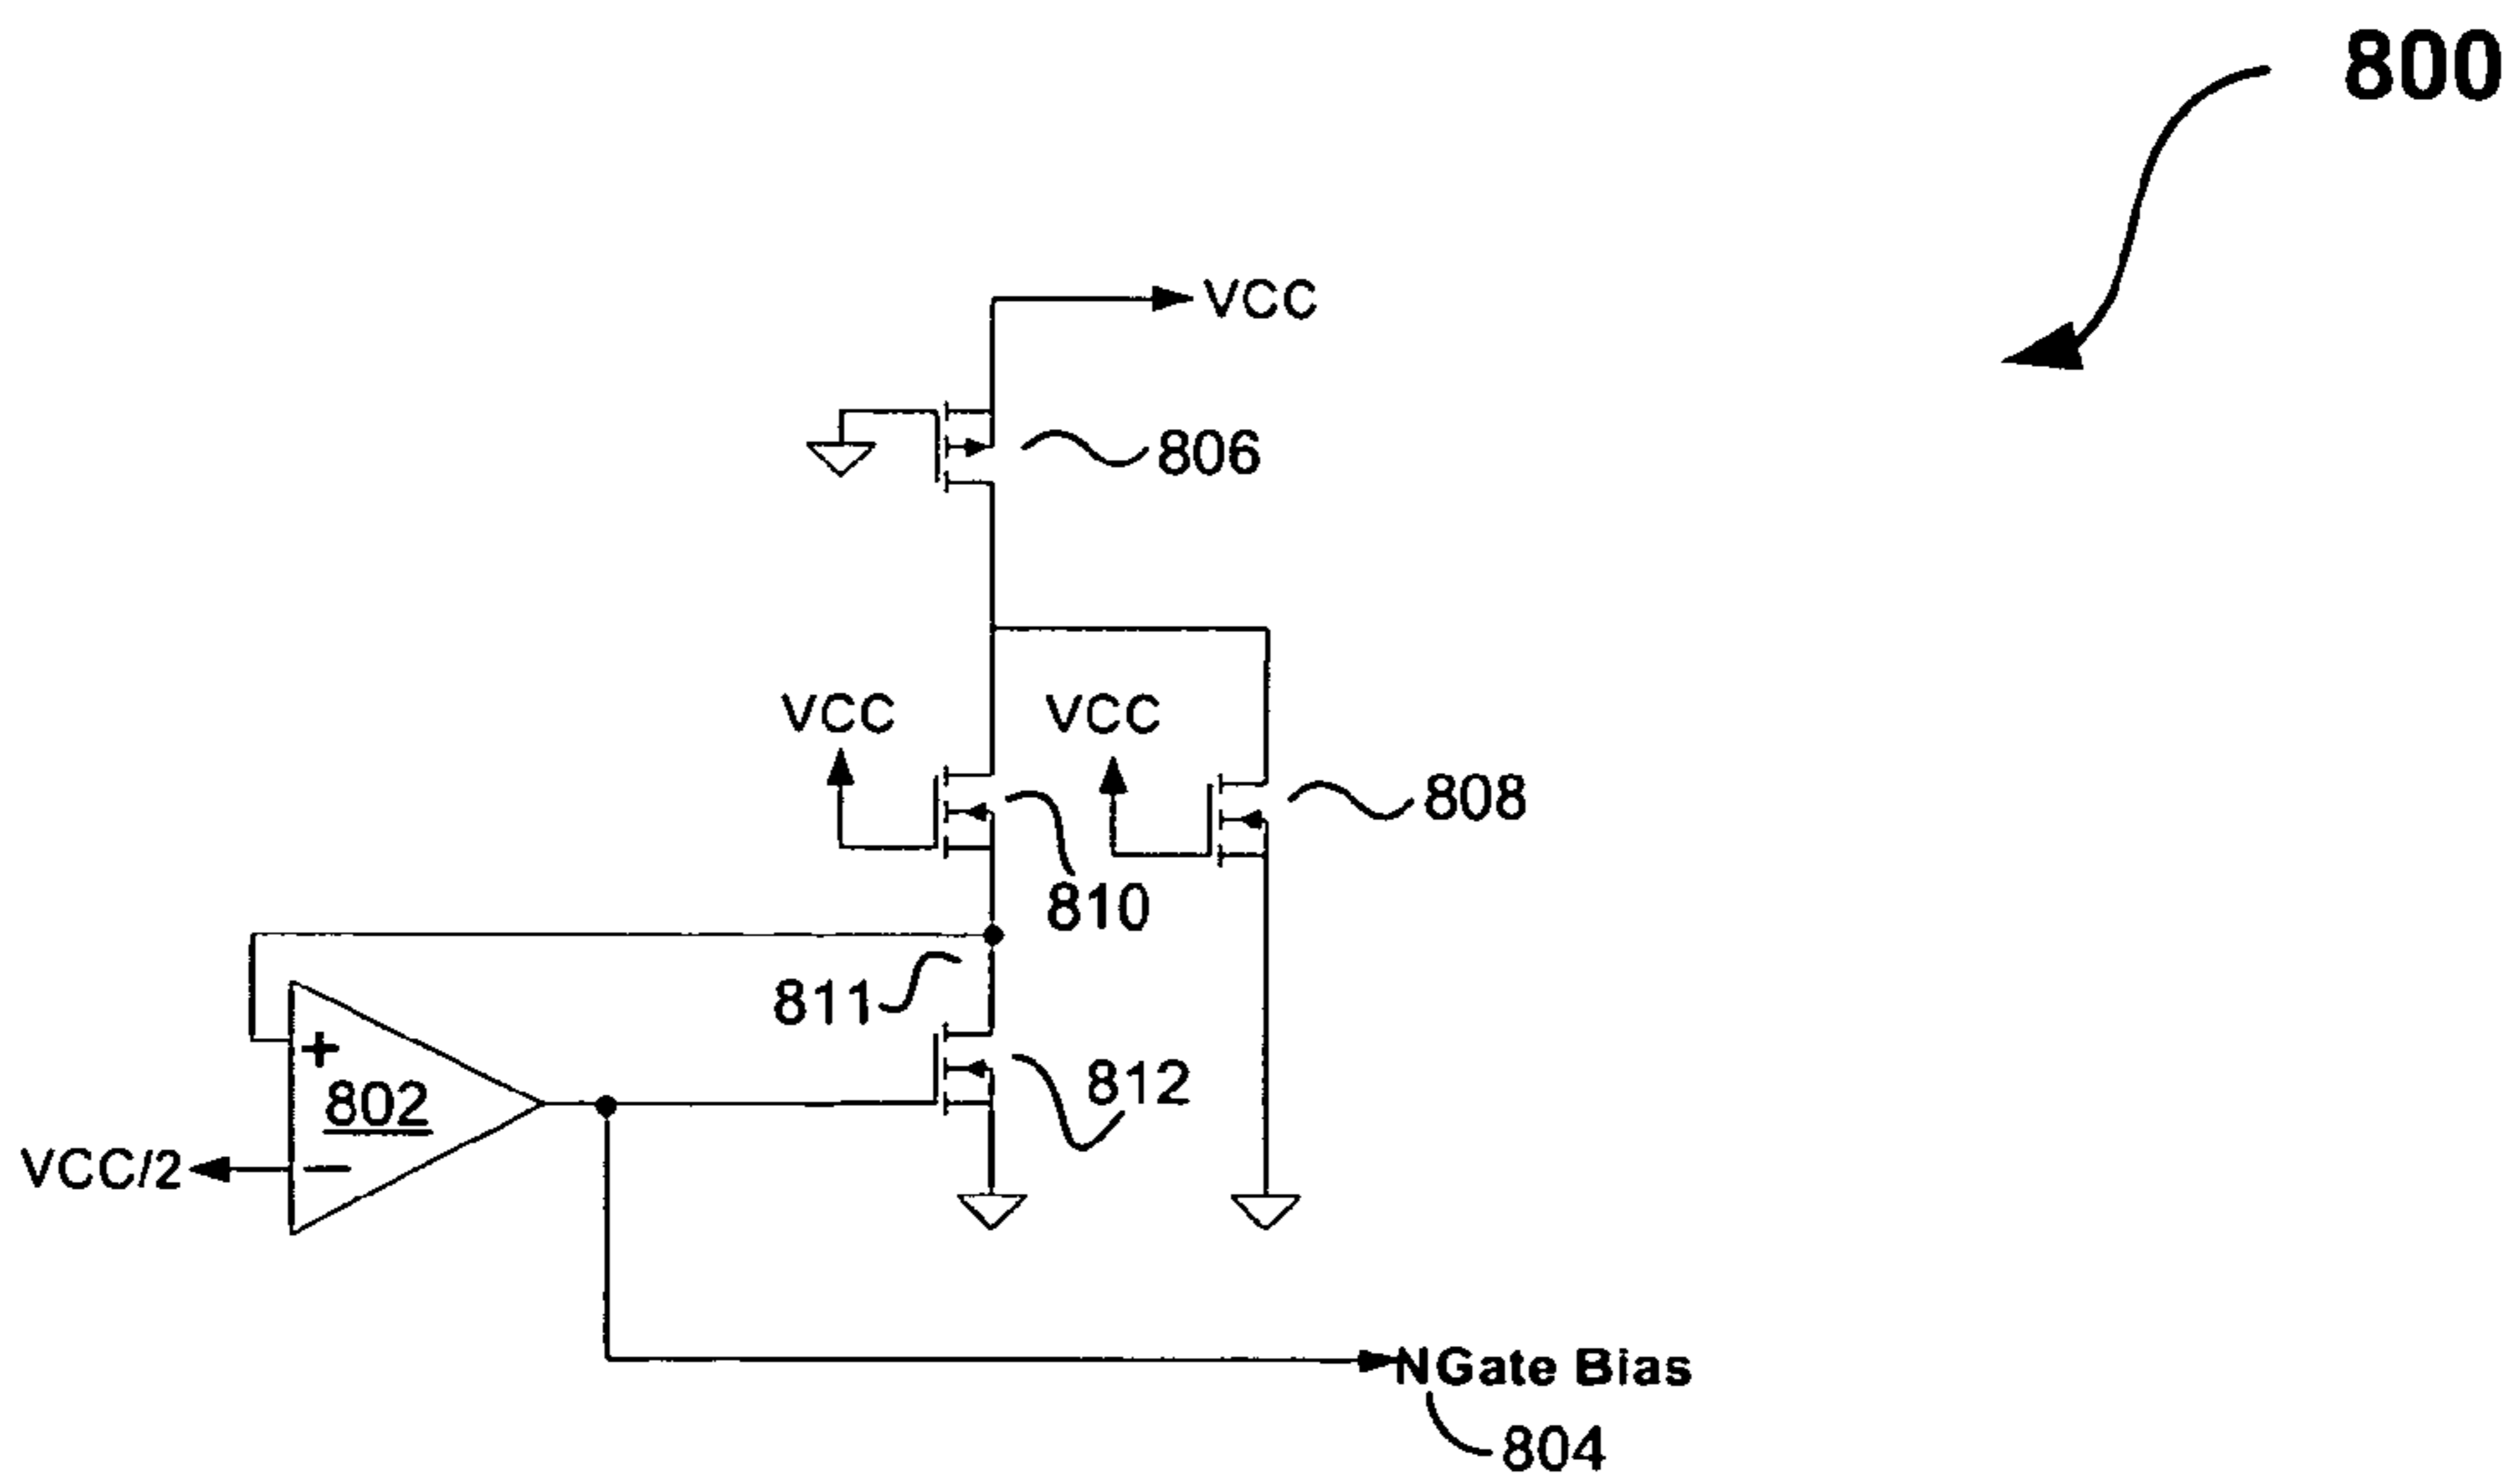 800
VCC
806
VCC
VCC
808
810
811
+
802
812
VCC/2
−
NGate Bias
804